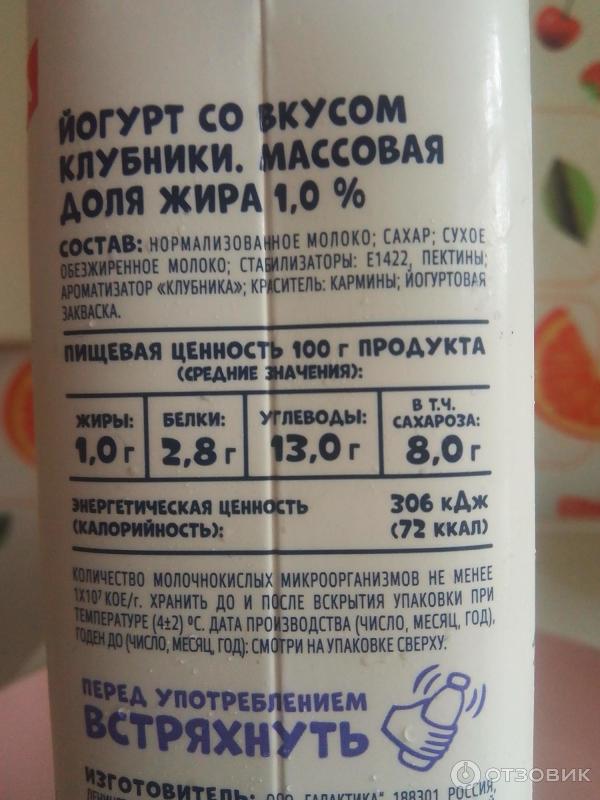 ЙОГУРТ СО ВКУСОМ
КЛУБНИКИ. МАССОВАЯ
ДОЛЯ ЖИРА 1,0 %
СОСТАВ: НОРМАЛИЗОВАННОЕ МОЛОКО; САХАР; СУХОЕ
ОБЕЗЖИРЕННОЕ МОЛОКО; СТАБИЛИЗАТОРЫ: Е1422, ПЕКТИНЫ;
АРОМАТИЗАТОР «КЛУБНИКА»; КРАСИТЕЛЬ: КАРМИНЫ; ЙОГУРТОВАЯ
ЗАКВАСКА.
ПИЩЕВАЯ ЦЕННОСТЬ 100 г ПРОДУКТА
(СРЕДНИЕ ЗНАЧЕНИЯ):
ЖИРЫ:
1,0 г
БЕЛКИ:
2,8 г
УГЛЕВОДЫ:
13,0 г
В Т.Ч.
САХАРОЗА:
8,0 г
ЭНЕРГЕТИЧЕСКАЯ ЦЕННОСТЬ
(КАЛОРИЙНОСТЬ):
306 кДж
(72 ККАЛ)
КОЛИЧЕСТВО МОЛОЧНОКИСЛЫХ МИКРООРГАНИЗМОВ НЕ МЕНЕЕ
1Х10⁷ КОЕ/г. ХРАНИТЬ ДО И ПОСЛЕ ВСКРЫТИЯ УПАКОВКИ ПРИ
ТЕМПЕРАТУРЕ (4±2) ºС. ДАТА ПРОИЗВОДСТВА (ЧИСЛО, МЕСЯЦ, ГОД),
ГОДЕН ДО (ЧИСЛО, МЕСЯЦ, ГОД): СМОТРИ НА УПАКОВКЕ СВЕРХУ.
ПЕРЕД УПОТРЕБЛЕНИЕМ
ВСТРЯХНУТЬ
ИЗГОТОВИТЕЛЬ: ООО "ГАЛАКТИКА" 188301 РОССИЯ,
ОТЗОВИК